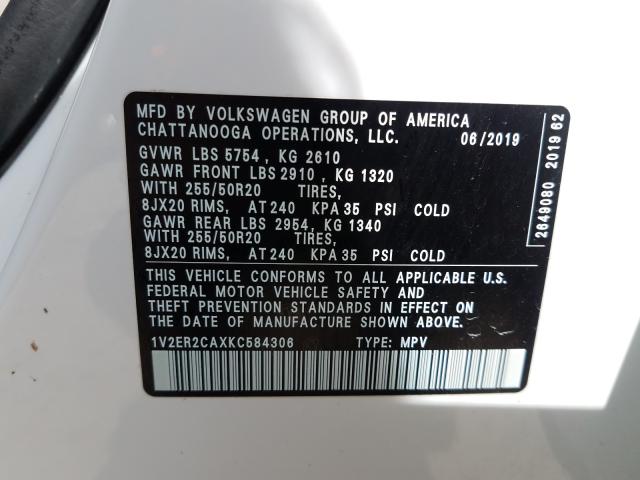 MFD BY VOLKSWAGEN GROUP OF AMERICA
CHATTANOOGA OPERATIONS, LLC. 06/2019
GVWR LBS 5754 , KG 2610
GAWR FRONT LBS 2910 , KG 1320
WITH 255/50R20 TIRES,
8JX20 RIMS, AT 240 KPA 35 PSI COLD
GAWR REAR LBS 2954, KG 1340
WITH 255/50R20 TIRES,
8JX20 RIMS, AT 240 KPA 35 PSI COLD
THIS VEHICLE CONFORMS TO ALL APPLICABLE U.S.
FEDERAL MOTOR VEHICLE SAFETY AND
THEFT PREVENTION STANDARDS IN EFFECT ON
THE DATE OF MANUFACTURE SHOWN ABOVE.
1V2ER2CAXKC584306 TYPE: MPV
2649080 2019 62